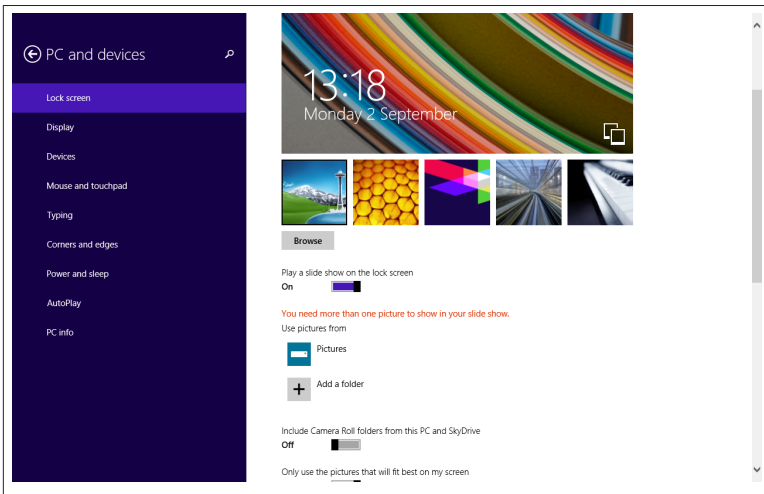 PC and devices
Lock screen
Display
Devices
Mouse and touchpad
Typing
Corners and edges
Power and sleep
AutoPlay
PC info
13:18
Monday 2 September
Browse
Play a slide show on the lock screen
On
You need more than one picture to show in your slide show.
Use pictures from
Pictures
Add a folder
Include Camera Roll folders from this PC and SkyDrive
Off
Only use the pictures that will fit best on my screen